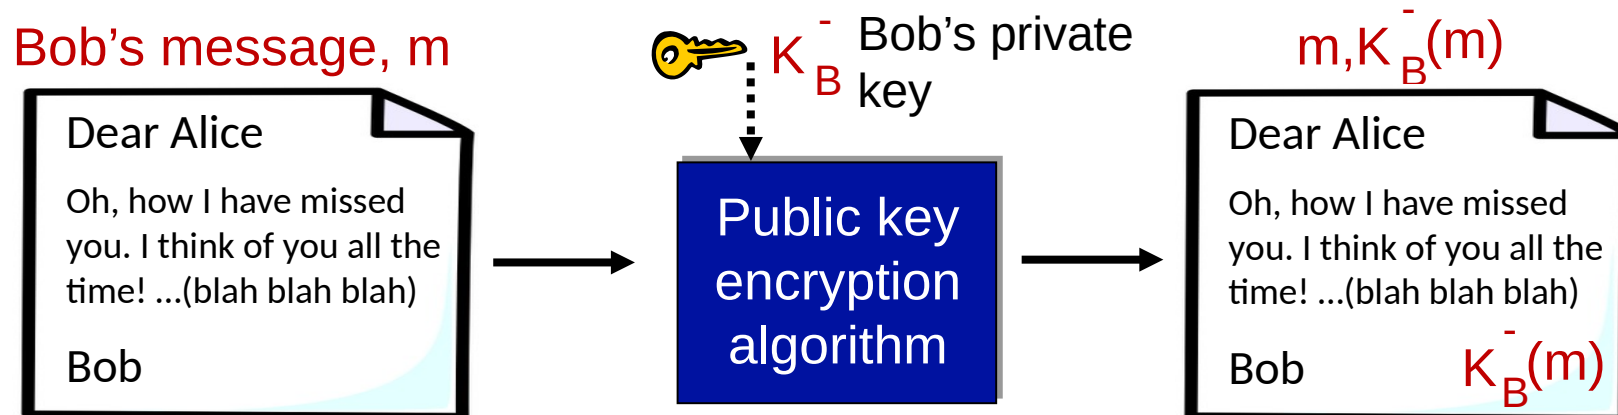 Bob’s message, m
Dear Alice
Oh, how I have missed
you. I think of you all the
time! ...(blah blah blah)
Bob
K
-
B
Bob’s private
key
Public key
encryption
algorithm
m,K
-
B
(m)
Dear Alice
Oh, how I have missed
you. I think of you all the
time! ...(blah blah blah)
Bob
K
-
B
(m)